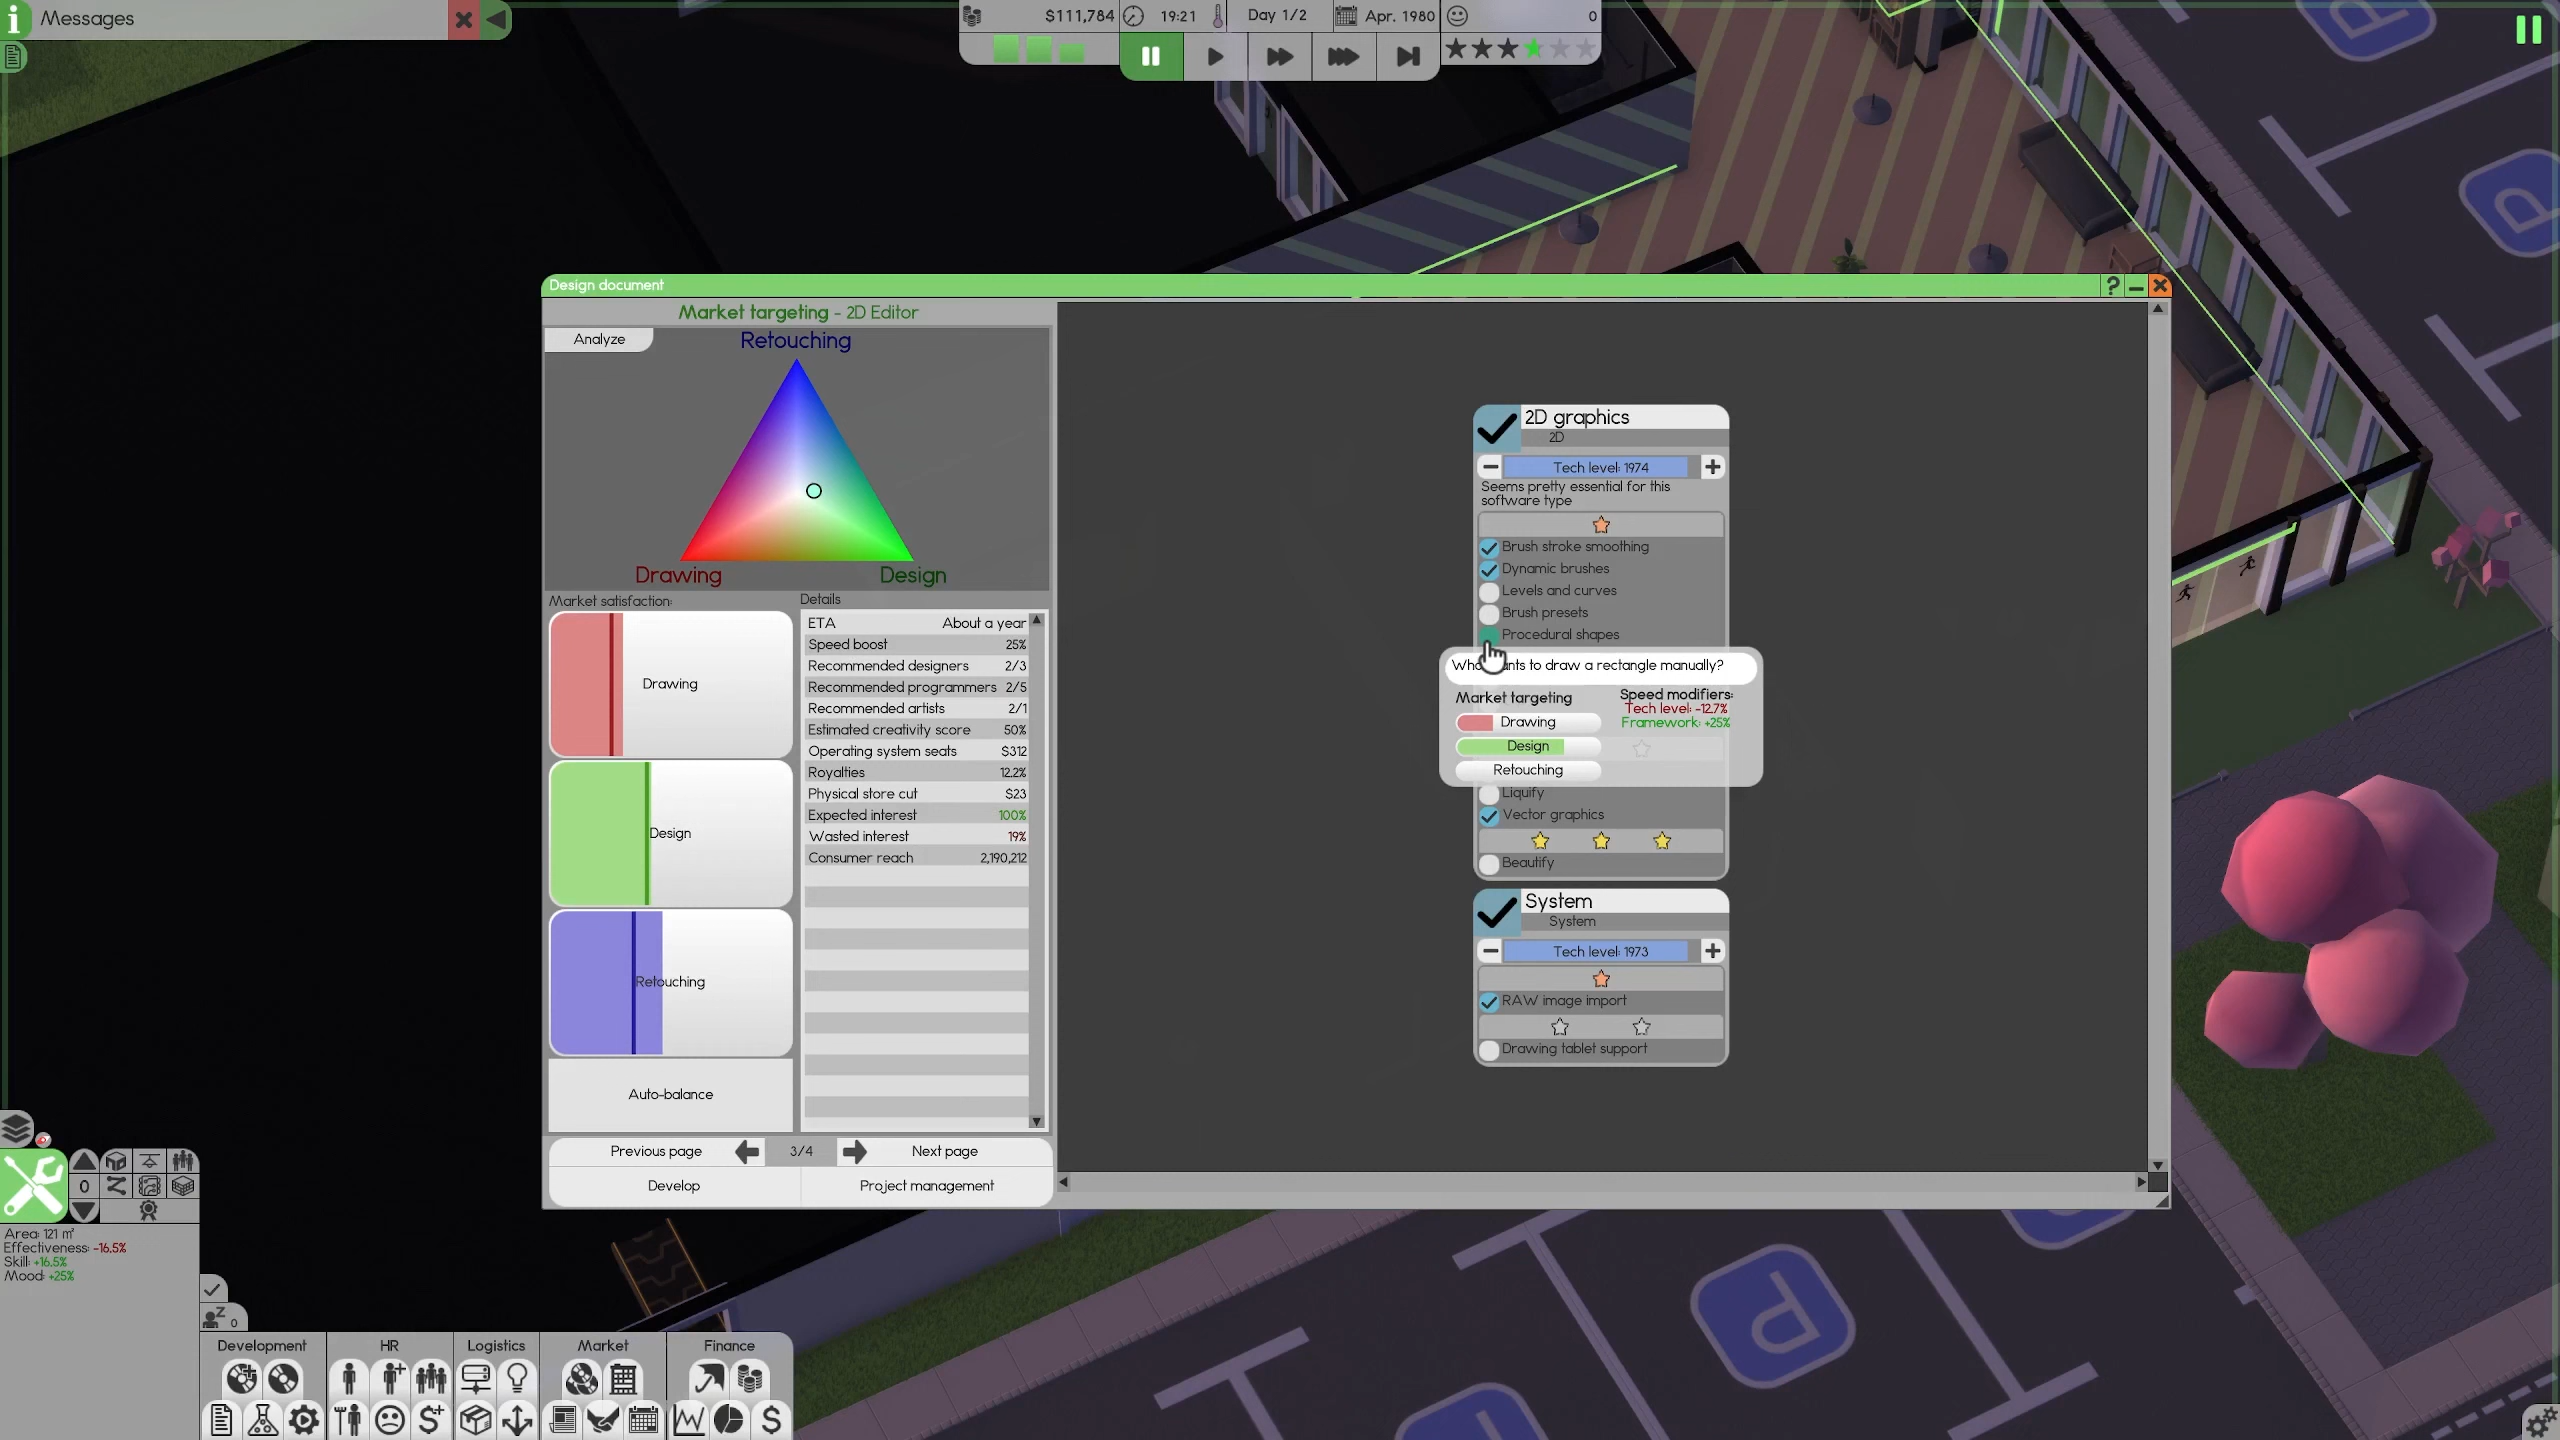 Messages
$111,784
19:21
Day 1/2
Apr. 1980
0
Design document
?
Market targeting - 2D Editor
Analyze
Retouching
Drawing
Design
Market satisfaction:
Drawing
Design
Retouching
Auto-balance
Details
ETA About a year
Speed boost 25%
Recommended designers 2/3
Recommended programmers 2/5
Recommended artists 2/1
Estimated creativity score 50%
Operating system seats $312
Royalties 12.2%
Physical store cut $23
Expected interest 100%
Wasted interest 19%
Consumer reach 2,190,212
Previous page
3/4
Next page
Develop
Project management
2D graphics
2D
Tech level: 1974
Seems pretty essential for this
software type
Brush stroke smoothing
Dynamic brushes
Levels and curves
Brush presets
Procedural shapes
to draw a rectangle manually?
Market targeting
Drawing
Design
Retouching
Speed modifiers:
Tech level: -12.7%
Framework: +25%
Liquify
Vector graphics
Beautify
System
System
Tech level: 1973
RAW image import
Drawing tablet support
0
Area: 121 m²
Effectiveness: -16.5%
Skill: +16.5%
Mood: +25%
0
Development
HR
Logistics
Market
Finance
P
P
P